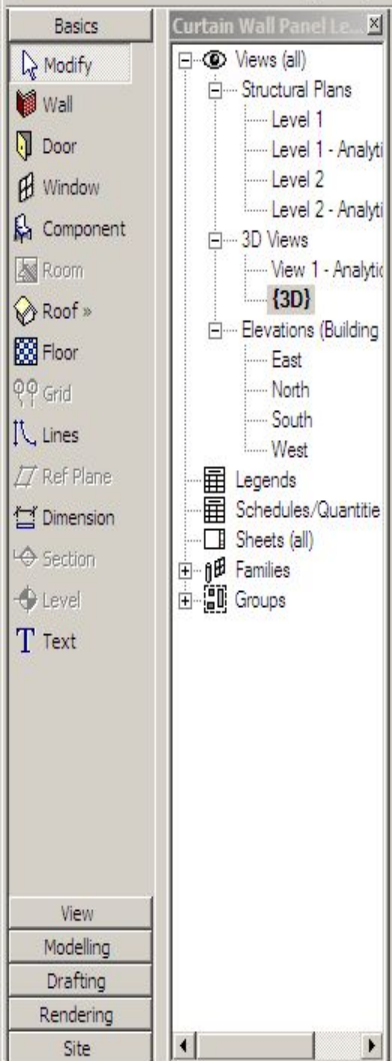 Basics
Modify
Wall
Door
Window
Component
Room
Roof »
Floor
Grid
Lines
Ref Plane
Dimension
Section
Level
T Text
View
Modelling
Drafting
Rendering
Site
Curtain Wall Panel Le...
Views (all)
Structural Plans
Level 1
Level 1 - Analyti
Level 2
Level 2 - Analyti
3D Views
View 1 - Analytic
{3D}
Elevations (Building
East
North
South
West
Legends
Schedules/Quantitie
Sheets (all)
Families
Groups